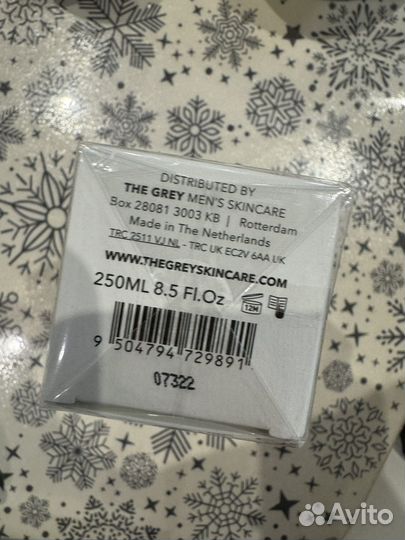 DISTRIBUTED BY
THE GREY MEN'S SKINCARE
Box 28081 3003 KB | Rotterdam
Made in The Netherlands
TRC 2511 VJ NL - TRC UK EC2V 6AA UK
WWW.THEGREYSKINCARE.COM
250ML 8.5 Fl.Oz
12M
9 504794 729891
07322
Avito